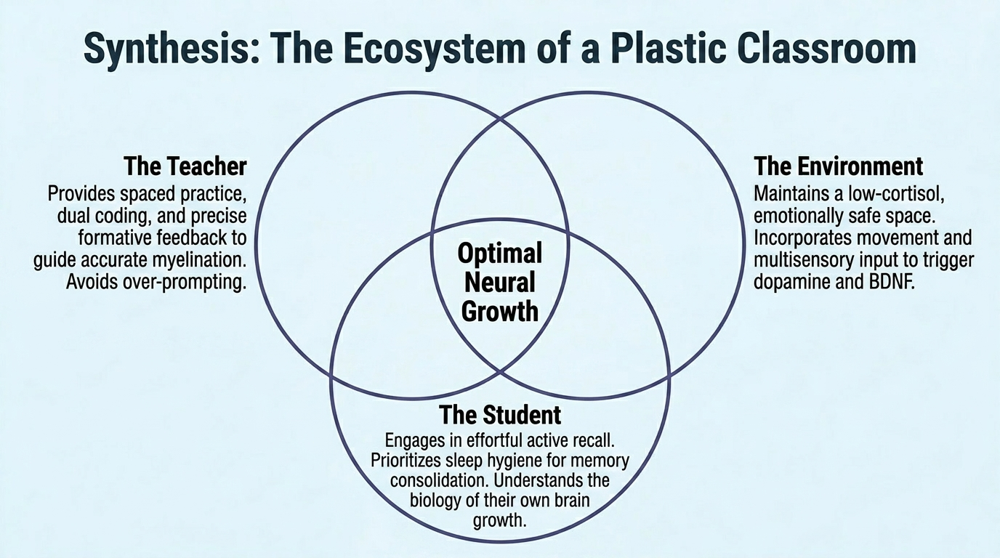 Synthesis: The Ecosystem of a Plastic Classroom
The Teacher
Provides spaced practice,
dual coding, and precise
formative feedback to
guide accurate myelination.
Avoids over-prompting.
The Environment
Maintains a low-cortisol,
emotionally safe space.
Incorporates movement and
multisensory input to trigger
dopamine and BDNF.
Optimal
Neural
Growth
The Student
Engages in effortful active recall.
Prioritizes sleep hygiene for memory
consolidation. Understands the
biology of their own brain
growth.